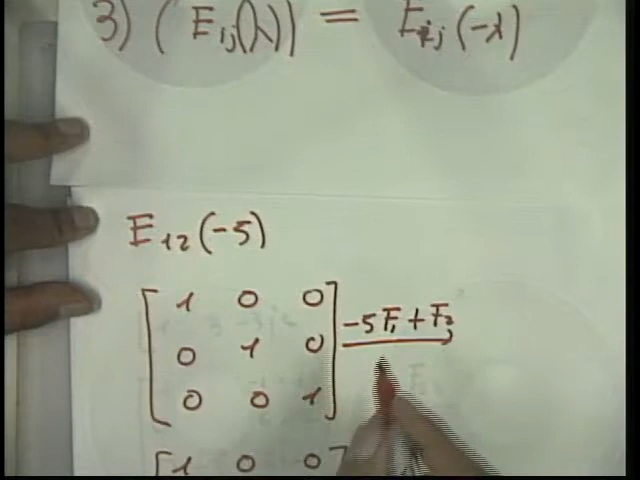 3) (E_ij(λ)) = E_ij(-λ)
E_12(-5)
[ 1 0 0 ] -5F_1 + F_2
0 1 0
0 0 1
[ 1 0 0 ]